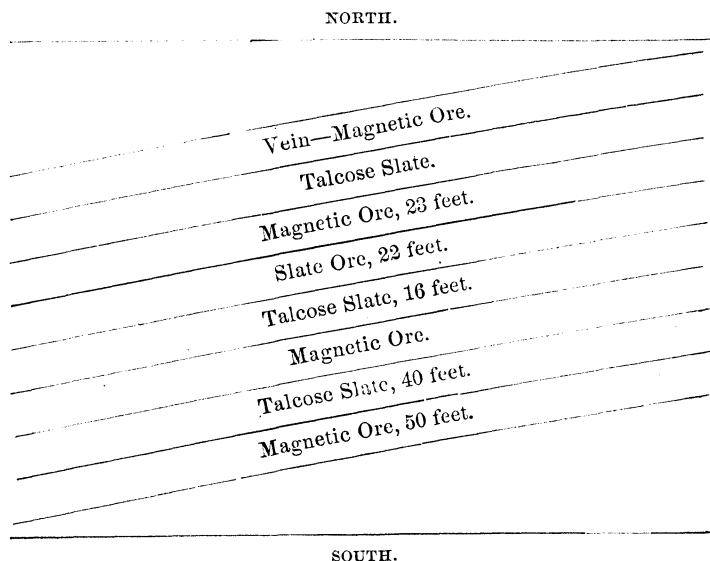 NORTH.
Vein—Magnetic Ore.
Talcose Slate.
Magnetic Ore, 23 feet.
Slate Ore, 22 feet.
Talcose Slate, 16 feet.
Magnetic Ore.
Talcose Slate, 40 feet.
Magnetic Ore, 50 feet.
SOUTH.